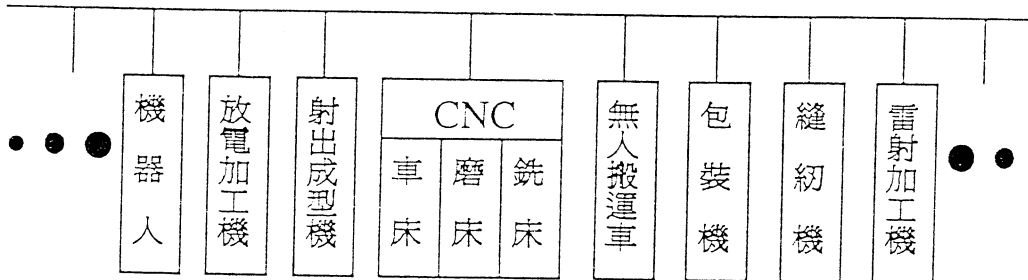 機器人
放電加工機
射出成型機
CNC
車床
磨床
銑床
無人搬運車
包裝機
縫紉機
雷射加工機